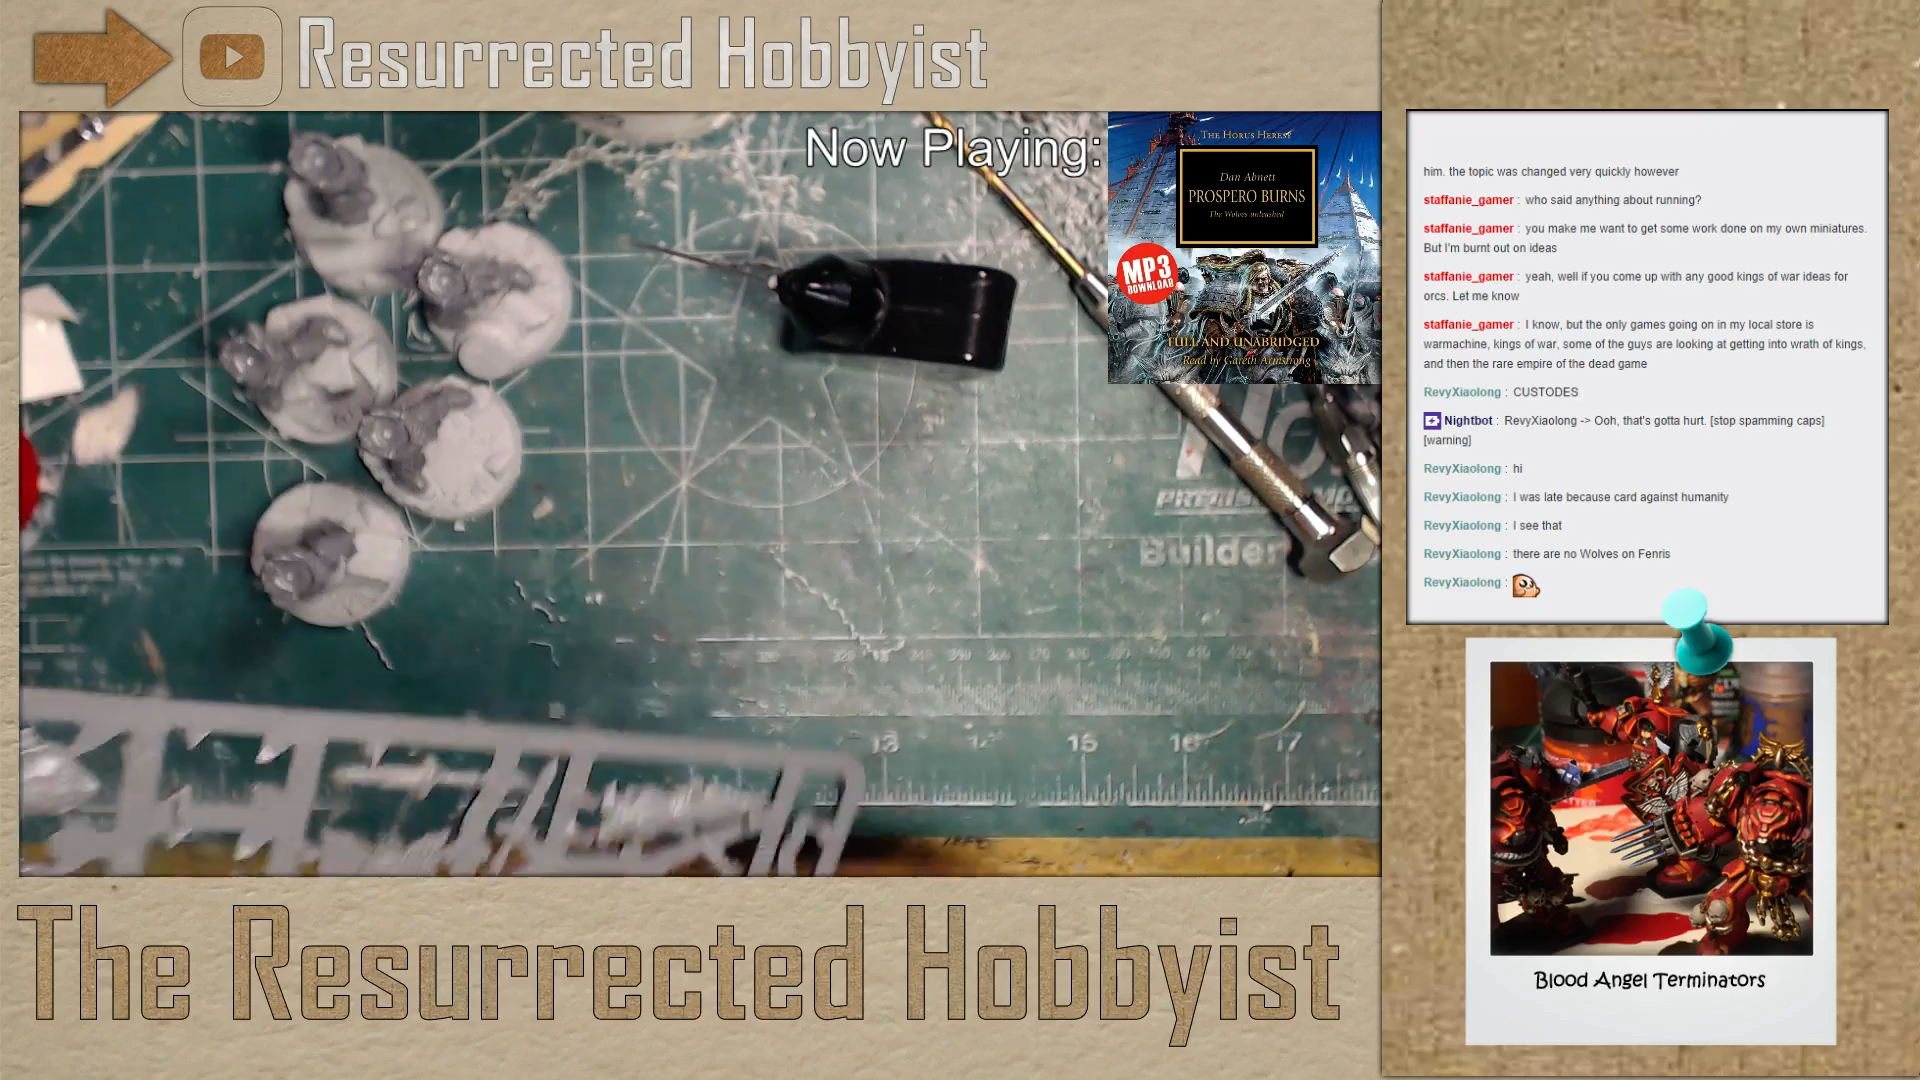 Resurrected Hobbyist
Now Playing:
THE HORUS HERESY
Dan Abnett
PROSPERO BURNS
The Wolves unleashed
MP3
DOWNLOAD
FULL AND UNABRIDGED
Read by Gareth Armstrong
Builder
13 14 15 16 17
The Resurrected Hobbyist
him. the topic was changed very quickly however
staffanie_gamer : who said anything about running?
staffanie_gamer : you make me want to get some work done on my own miniatures.
But I'm burnt out on ideas
staffanie_gamer : yeah, well if you come up with any good kings of war ideas for
orcs. Let me know
staffanie_gamer : I know, but the only games going on in my local store is
warmachine, kings of war, some of the guys are looking at getting into wrath of kings,
and then the rare empire of the dead game
RevyXiaolong : CUSTODES
Nightbot : RevyXiaolong -> Ooh, that's gotta hurt. [stop spamming caps]
[warning]
RevyXiaolong : hi
RevyXiaolong : I was late because card against humanity
RevyXiaolong : I see that
RevyXiaolong : there are no Wolves on Fenris
RevyXiaolong :
Blood Angel Terminators